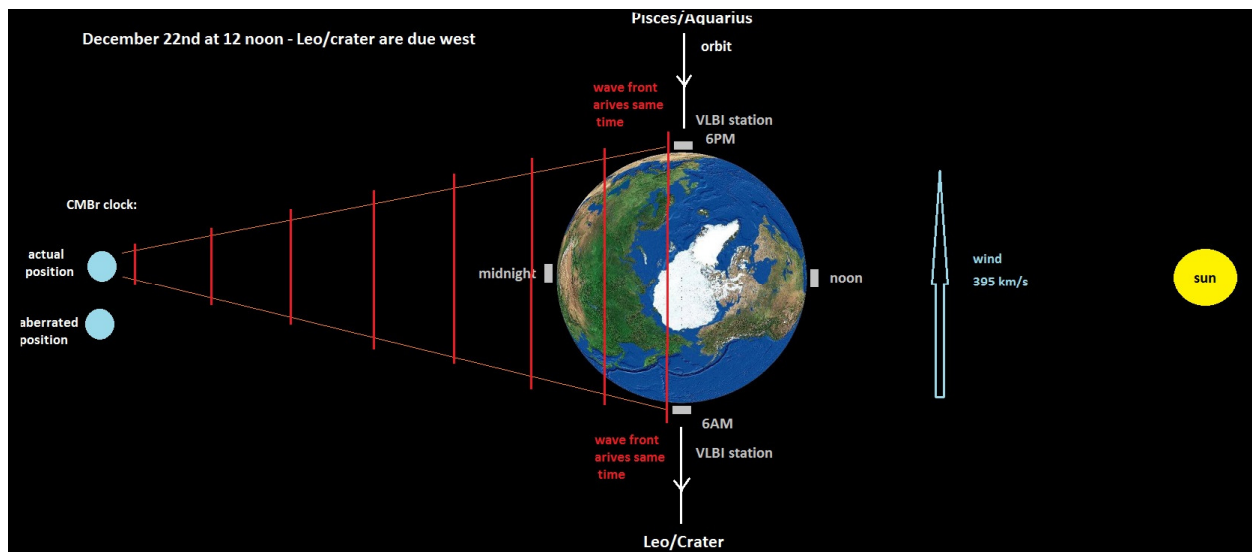 Pisces/Aquarius
December 22nd at 12 noon - Leo/crater are due west
orbit
wave front
arives same
time
VLBI station
6PM
CMBr clock:
actual
position
midnight
noon
wind
395 km/s
sun
aberrated
position
6AM
wave front
arives same
time
VLBI station
Leo/Crater